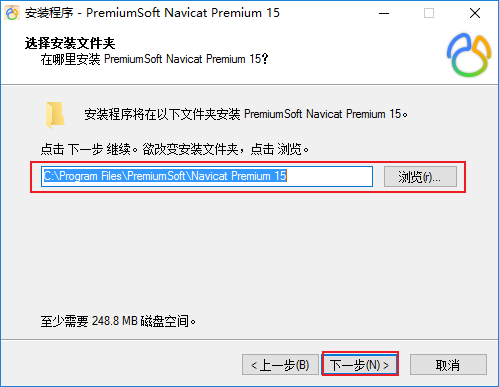 安装程序 - PremiumSoft Navicat Premium 15
选择安装文件夹
在哪里安装 PremiumSoft Navicat Premium 15?
安装程序将在以下文件夹安装 PremiumSoft Navicat Premium 15。
点击 下一步 继续。欲改变安装文件夹，点击 浏览。
C:\Program Files\PremiumSoft\Navicat Premium 15
浏览(r)...
至少需要 248.8 MB 磁盘空间。
< 上一步(B)
下一步(N) >
取消